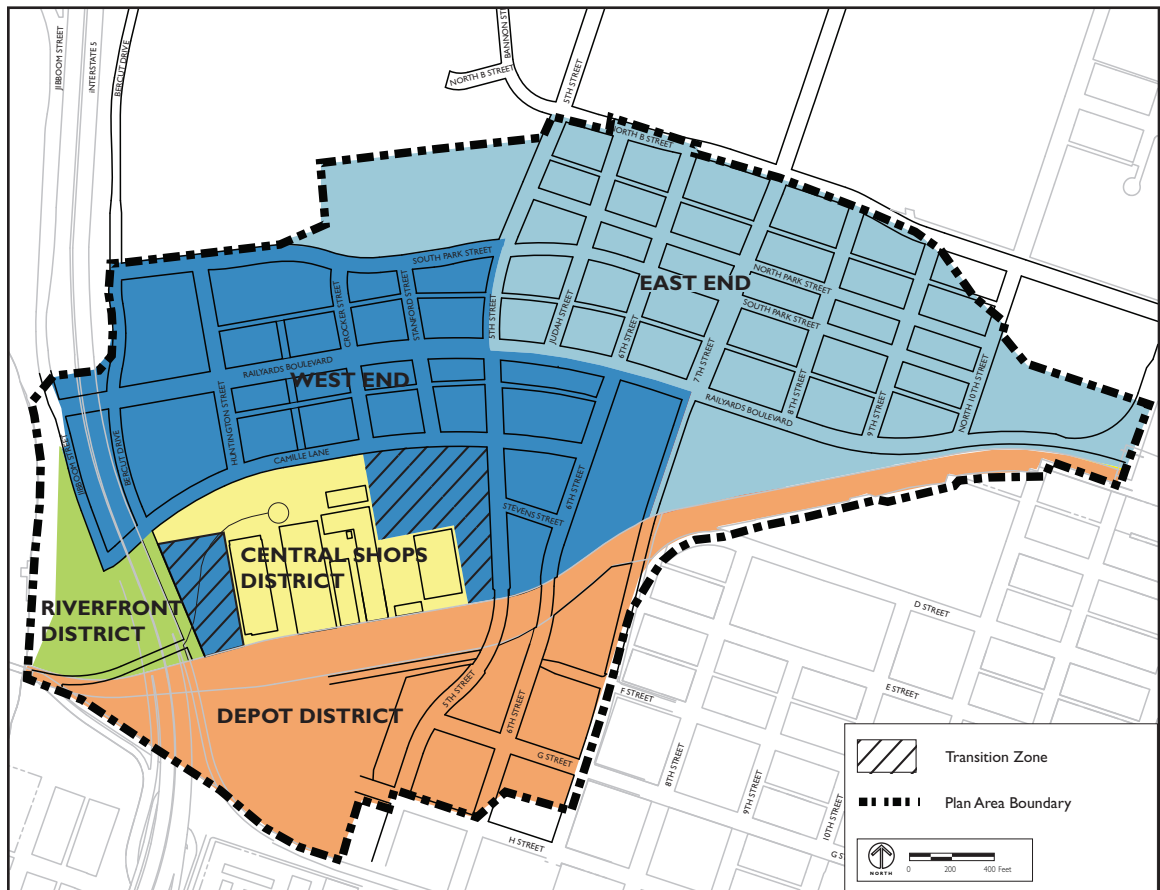 JIBBOOM STREET
INTERSTATE 5
BERCUT DRIVE
BANNON ST
NORTH B STREET
5TH STREET
NORTH B STREET
SOUTH PARK STREET
EAST END
NORTH PARK STREET
SOUTH PARK STREET
CROCKER STREET
STANFORD STREET
5TH STREET
JUDAH STREET
6TH STREET
7TH STREET
8TH STREET
9TH STREET
NORTH 10TH STREET
RAILYARDS BOULEVARD
WEST END
RAILYARDS BOULEVARD
HUNTINGTON STREET
JIBBOOM STREET
BERCUT DRIVE
CAMILLE LANE
STEVENS STREET
6TH STREET
CENTRAL SHOPS
DISTRICT
RIVERFRONT
DISTRICT
DEPOT DISTRICT
5TH STREET
6TH STREET
G STREET
H STREET
D STREET
E STREET
F STREET
8TH STREET
9TH STREET
10TH STREET
G S
Transition Zone
Plan Area Boundary
NORTH
0 200 400 Feet